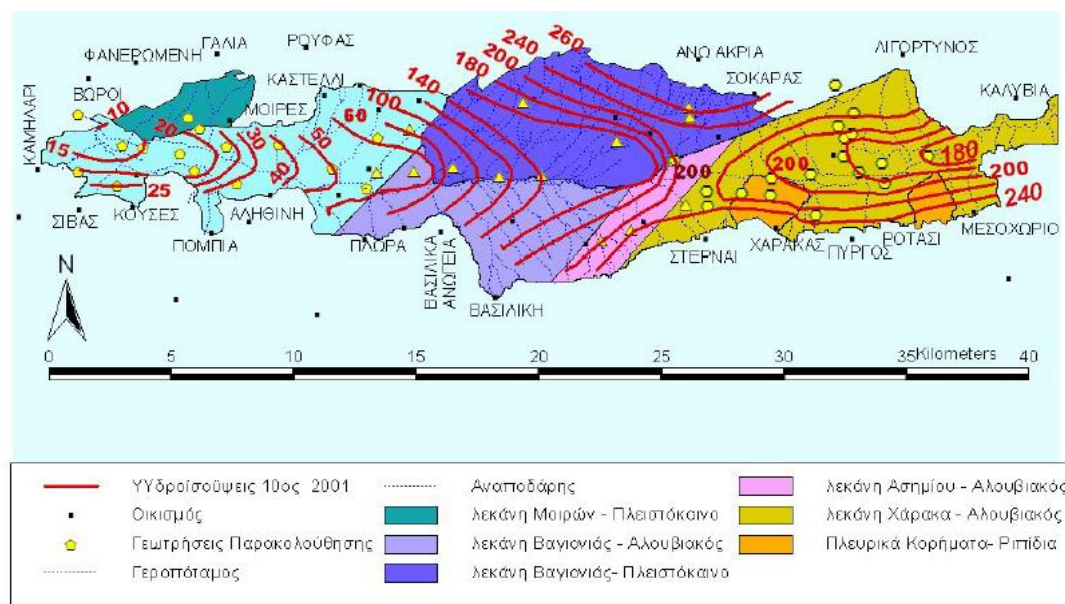 ΦΑΝΕΡΩΜΕΝΗ
ΓΑΛΙΑ
ΡΟΥΦΑΣ
ΚΑΣΤΕΛΛΙ
ΒΩΡΟΙ
ΜΟΙΡΕΣ
ΚΑΜΗΛΑΡΙ
ΑΝΩ ΑΚΡΙΑ
ΣΟΚΑΡΑΣ
ΛΙΓΟΡΤΥΝΟΣ
ΚΑΛΥΒΙΑ
10
15
20
25
30
40
50
60
100
140
180
200
240
260
200
200
180
200
240
ΣΙΒΑΣ
ΚΟΥΣΕΣ
ΠΟΜΠΙΑ
ΑΛΗΘΙΝΗ
ΠΛΩΡΑ
ΒΑΣΙΛΙΚΑ
ΑΝΩΓΕΙΑ
ΒΑΣΙΛΙΚΗ
ΣΤΕΡΝΑΙ
ΧΑΡΑΚΑΣ
ΠΥΡΓΟΣ
ΡΟΤΑΣΙ
ΜΕΣΟΧΩΡΙΟ
N
0 5 10 15 20 25 30 35 Kilometers 40
ΥΥδροϊσοϋψεις 10ος 2001
Οικισμός
Γεωτρήσεις Παρακολούθησης
Γεροπόταμος
Αναποδάρης
λεκάνη Μοιρών - Πλειστόκαινο
λεκάνη Βαγιονιάς - Αλουβιακός
λεκάνη Βαγιονιάς- Πλειστόκαινο
λεκάνη Ασημίου - Αλουβιακός
λεκάνη Χάρακα - Αλουβιακός
Πλευρικά Κορήματα- Ριπίδια